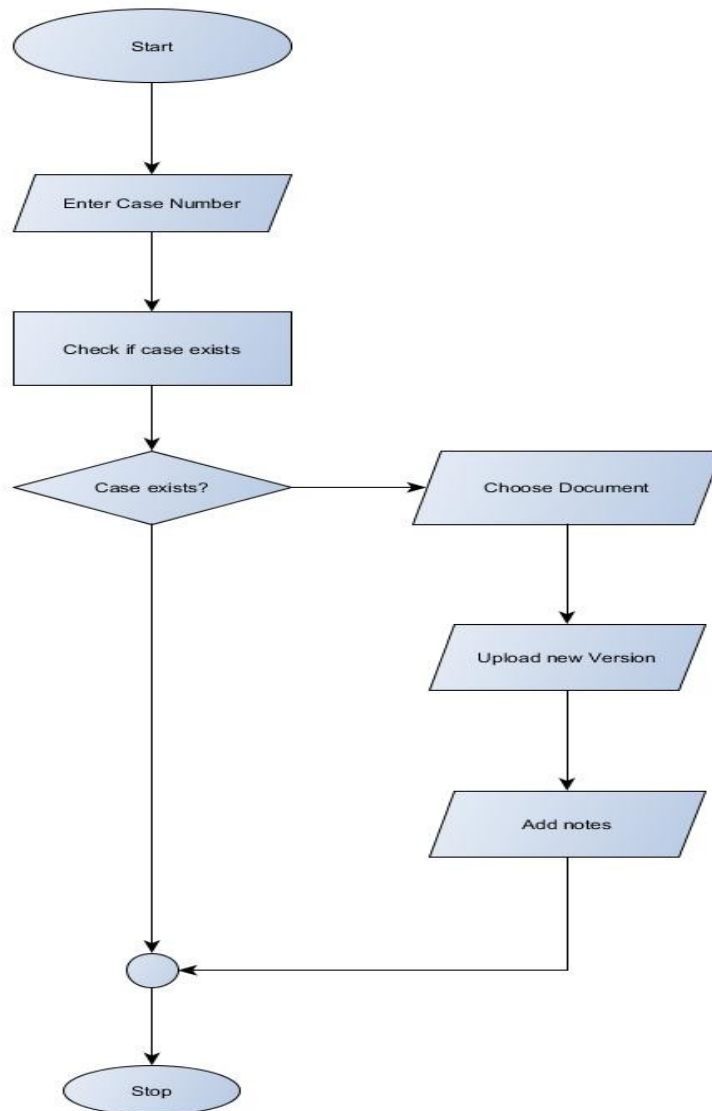 Start
Enter Case Number
Check if case exists
Case exists?
Choose Document
Upload new Version
Add notes
Stop